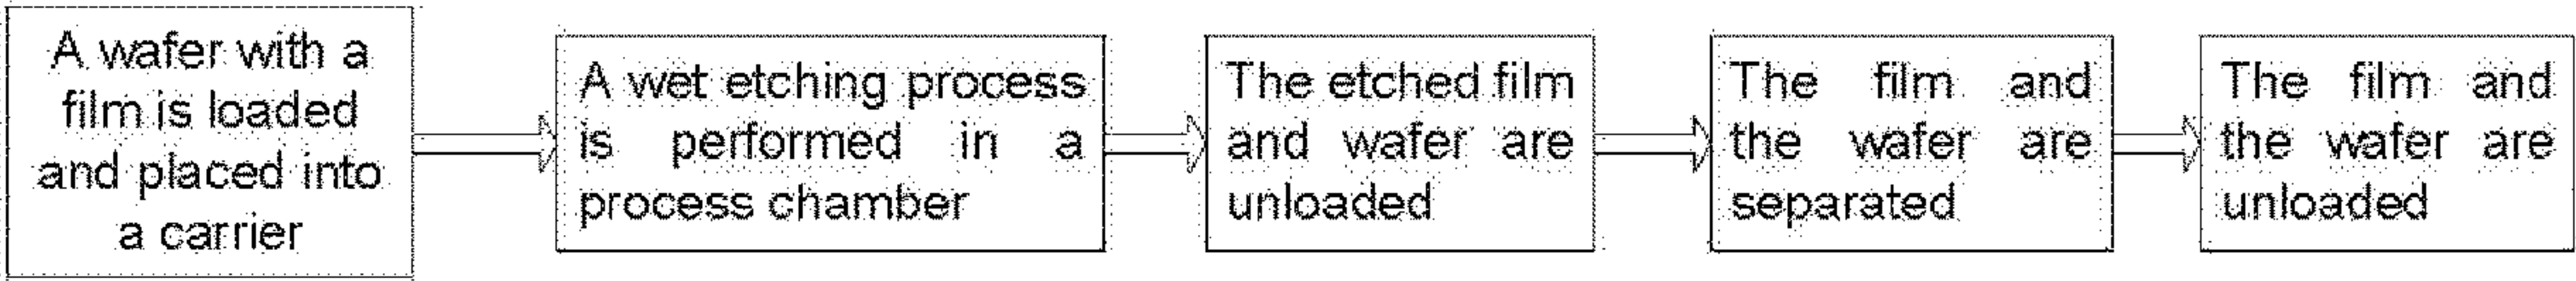 A wafer with a
film is loaded
and placed into
a carrier
A wet etching process
is performed in a
process chamber
The etched film
and wafer are
unloaded
The film and
the wafer are
separated
The film and
the wafer are
unloaded